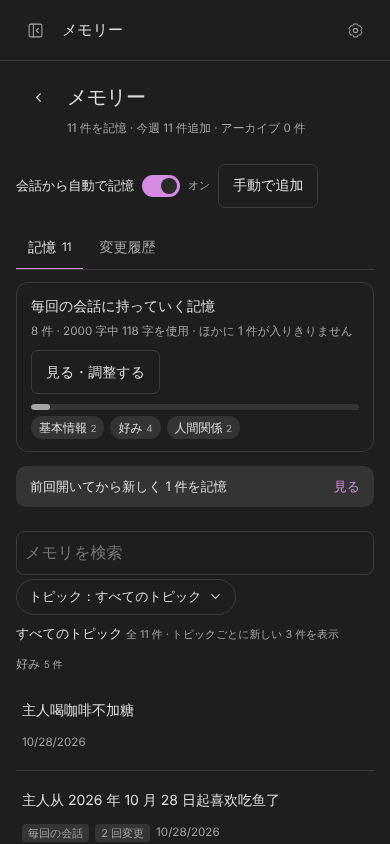 メモリー
メモリー
11 件を記憶 · 今週 11 件追加 · アーカイブ 0 件
会話から自動で記憶 オン 手動で追加
記憶 11 変更履歴
毎回の会話に持っていく記憶
8 件 · 2000 字中 118 字を使用 · ほかに 1 件が入りきりません
見る・調整する
基本情報 2 好み 4 人間関係 2
前回開いてから新しく 1 件を記憶 見る
メモリを検索
トピック：すべてのトピック
すべてのトピック 全 11 件 · トピックごとに新しい 3 件を表示
好み 5 件
主人喝咖啡不加糖
10/28/2026
主人从 2026 年 10 月 28 日起喜欢吃鱼了
毎回の会話 2 回変更 10/28/2026